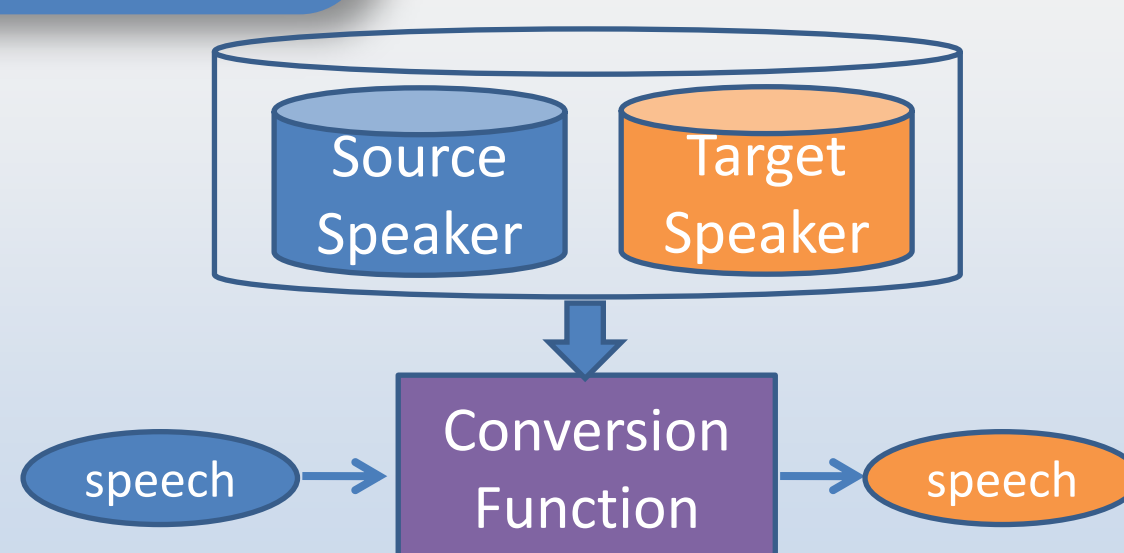 Source
Speaker
Target
Speaker
Conversion
Function
speech
speech